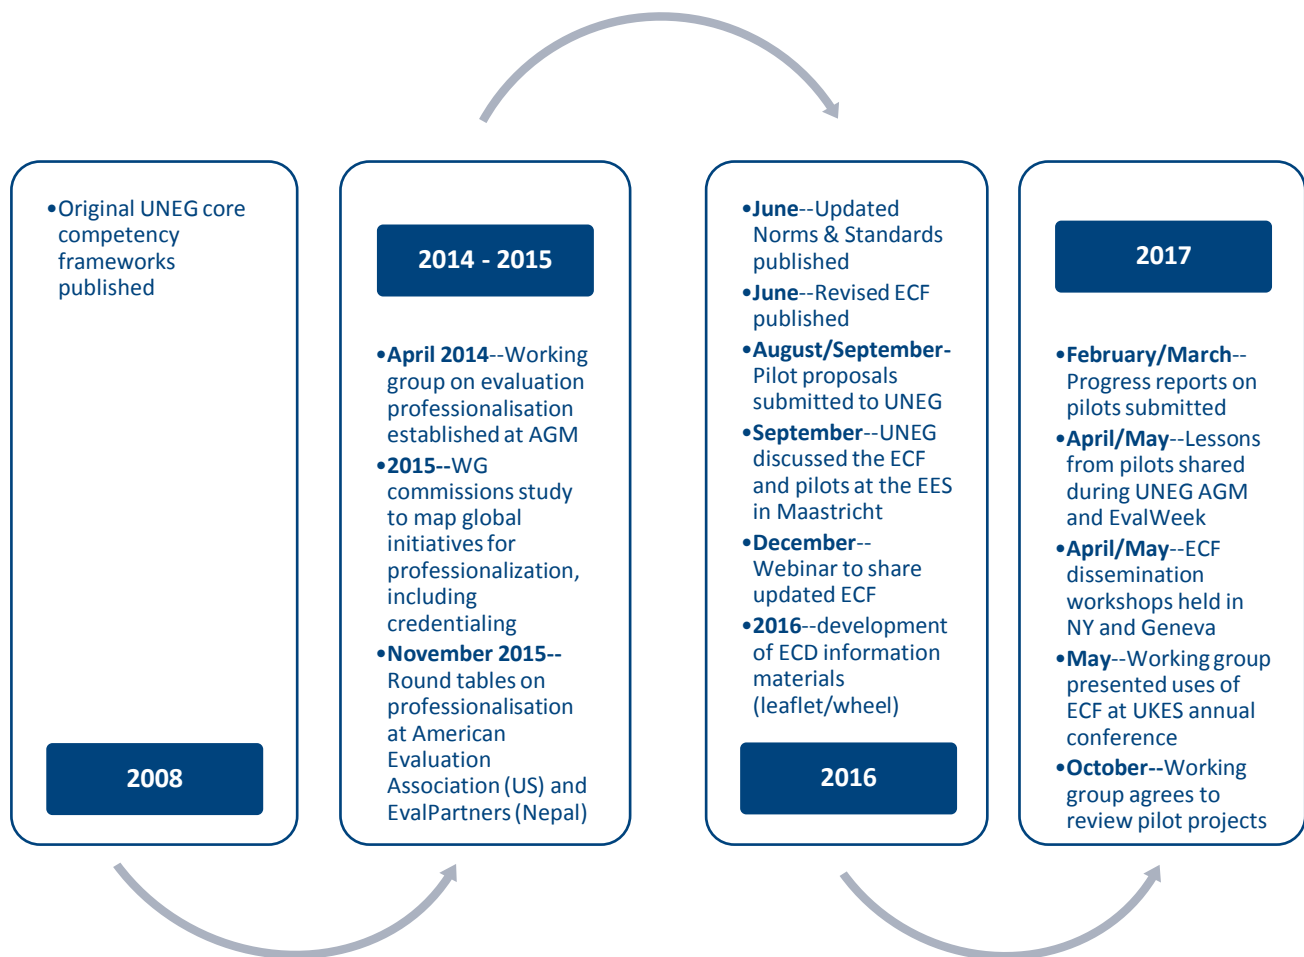 •Original UNEG core
competency
frameworks
published
2008
2014 - 2015
•April 2014--Working
group on evaluation
professionalisation
established at AGM
•2015--WG
commissions study
to map global
initiatives for
professionalization,
including
credentialing
•November 2015--
Round tables on
professionalisation
at American
Evaluation
Association (US) and
EvalPartners (Nepal)
•June--Updated
Norms & Standards
published
•June--Revised ECF
published
•August/September-
Pilot proposals
submitted to UNEG
•September--UNEG
discussed the ECF
and pilots at the EES
in Maastricht
•December--
Webinar to share
updated ECF
•2016--development
of ECD information
materials
(leaflet/wheel)
2016
2017
•February/March--
Progress reports on
pilots submitted
•April/May--Lessons
from pilots shared
during UNEG AGM
and EvalWeek
•April/May--ECF
dissemination
workshops held in
NY and Geneva
•May--Working group
presented uses of
ECF at UKES annual
conference
•October--Working
group agrees to
review pilot projects